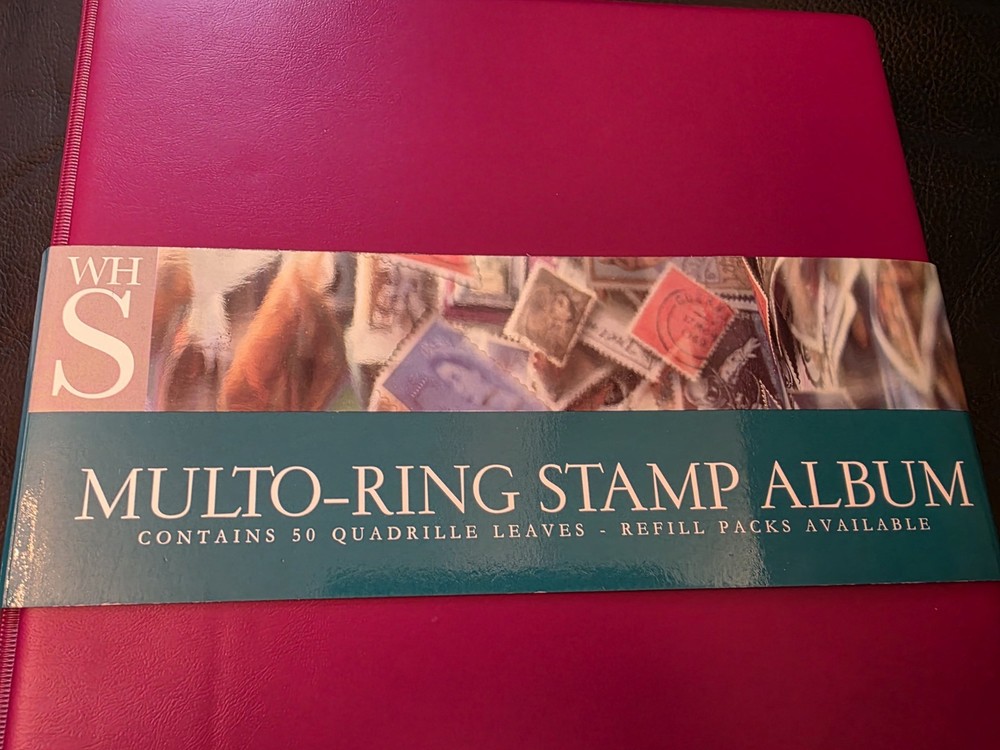 WH
S
MULTO-RING STAMP ALBUM
CONTAINS 50 QUADRILLE LEAVES - REFILL PACKS AVAILABLE